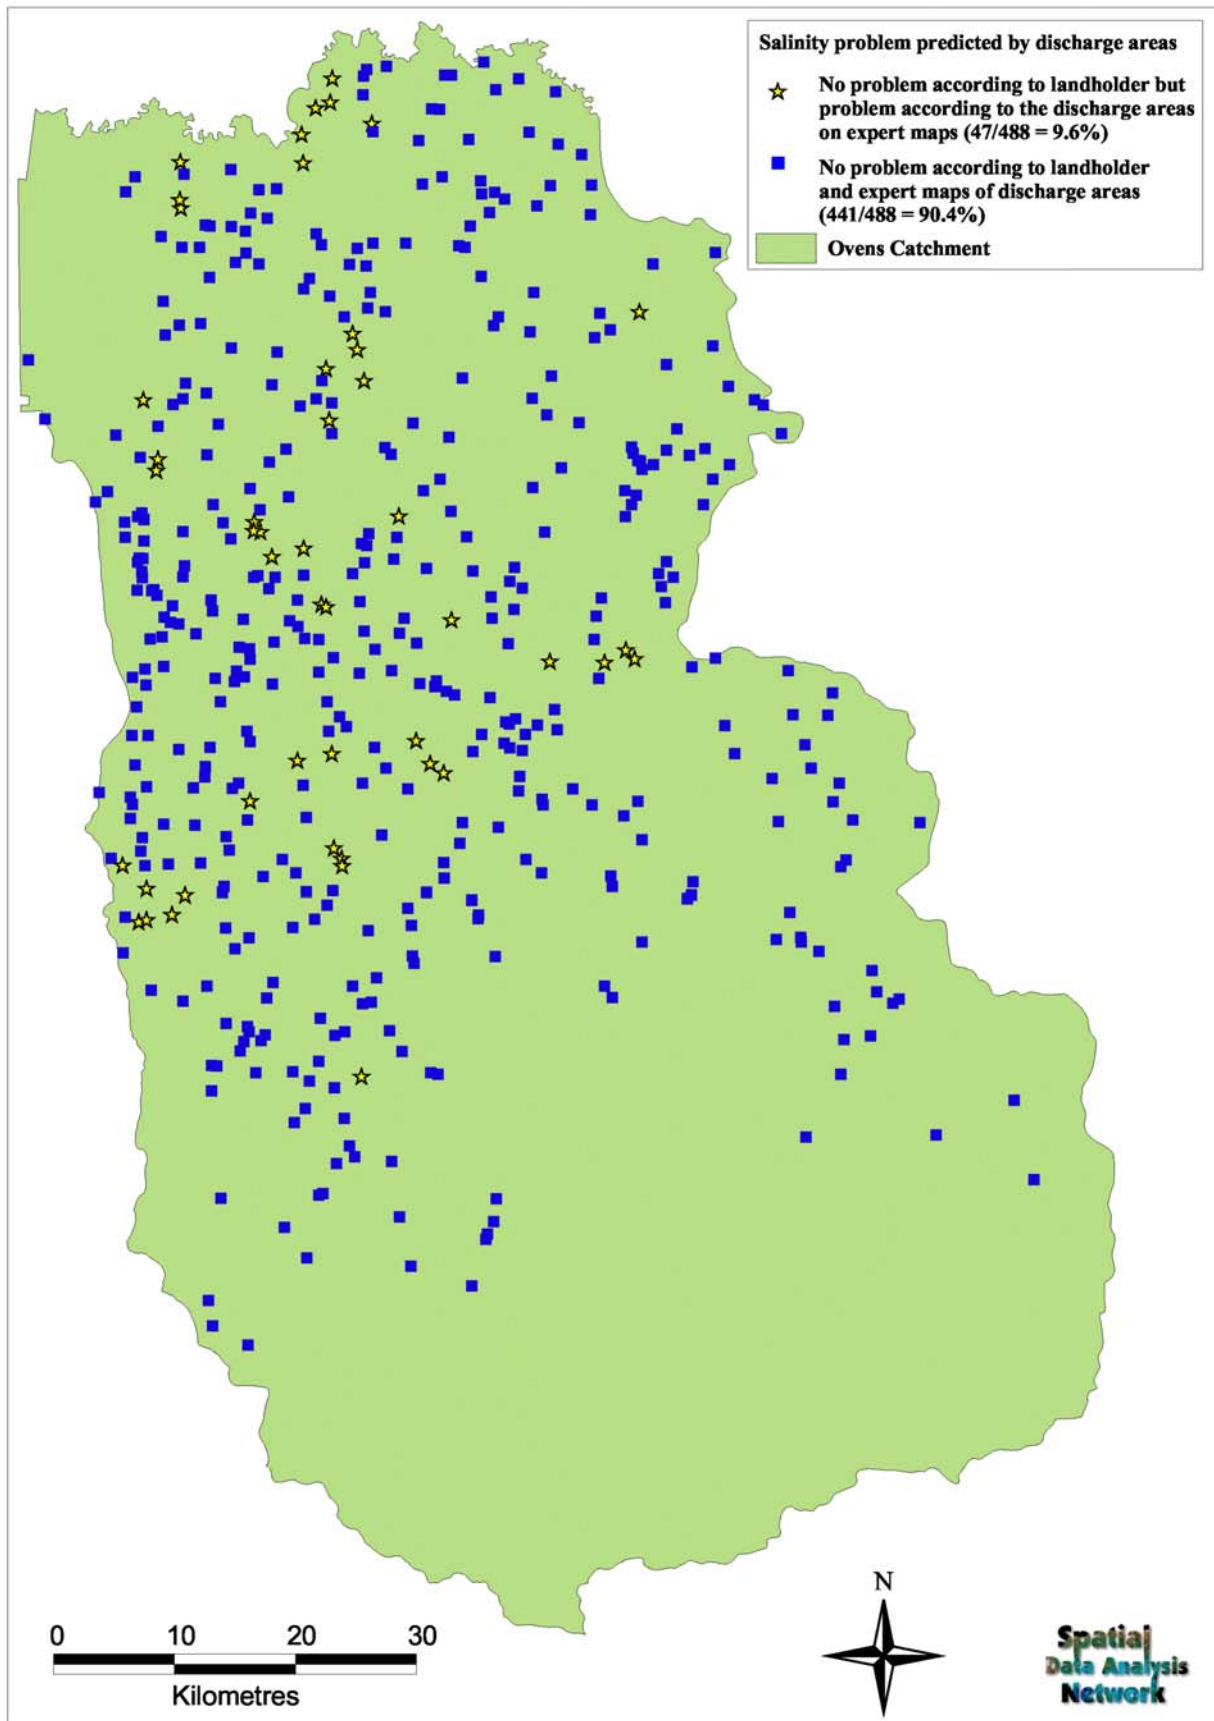 Salinity problem predicted by discharge areas
No problem according to landholder but
problem according to the discharge areas
on expert maps (47/488 = 9.6%)
No problem according to landholder
and expert maps of discharge areas
(441/488 = 90.4%)
Ovens Catchment
N
0 10 20 30
Kilometres
Spatial
Data Analysis
Network